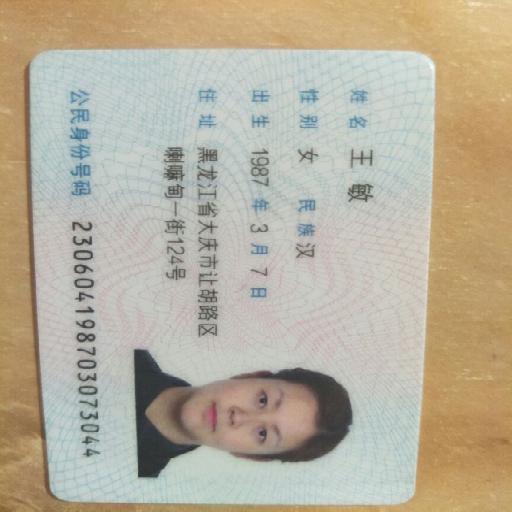 姓名 王敏
性别 女 民族 汉
出生 1987 年 3 月 7 日
住址 黑龙江省大庆市让胡路区
喇嘛甸一街124号
公民身份号码 230604198703073044